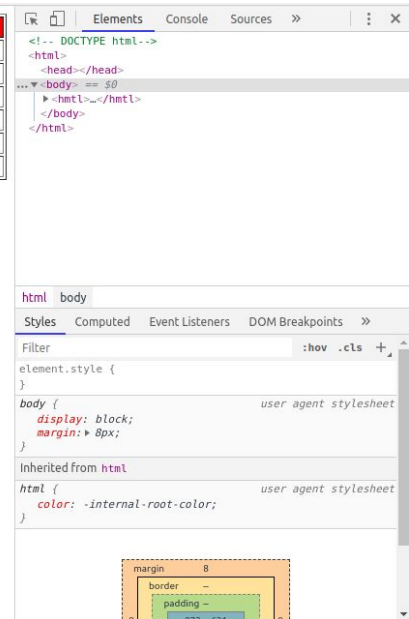 Elements Console Sources »
<!-- DOCTYPE html-->
<html>
<head></head>
...▼<body> == $0
▶<hmtl>…</hmtl>
</body>
</html>
html body
Styles Computed Event Listeners DOM Breakpoints »
Filter :hov .cls +
element.style {
}
body { user agent stylesheet
display: block;
margin:▶ 8px;
}
Inherited from html
html { user agent stylesheet
color: -internal-root-color;
}
margin 8
border –
padding –